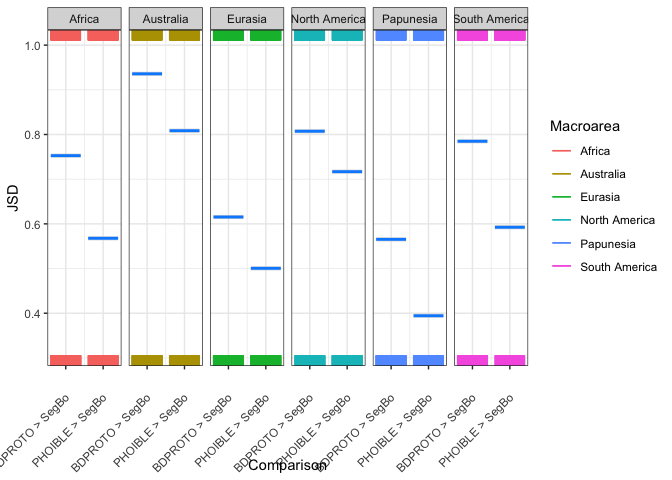 Africa
Australia
Eurasia
North America
Papunesia
South America
1.0
0.8
0.6
0.4
JSD
BDPROTO > SegBo
PHOIBLE > SegBo
BDPROTO > SegBo
PHOIBLE > SegBo
BDPROTO > SegBo
PHOIBLE > SegBo
BDPROTO > SegBo
PHOIBLE > SegBo
BDPROTO > SegBo
PHOIBLE > SegBo
BDPROTO > SegBo
PHOIBLE > SegBo
Comparison
Macroarea
Africa
Australia
Eurasia
North America
Papunesia
South America